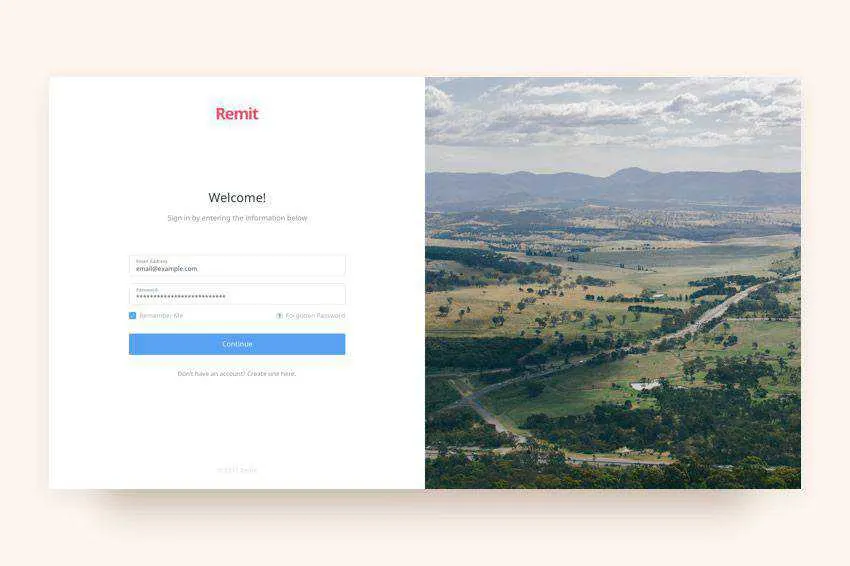 Remit
Welcome!
Sign in by entering the information below
Email Address
email@example.com
Password
**************************
Remember Me
Forgotten Password
Continue
Don't have an account? Create one here.
© 2017 Remit